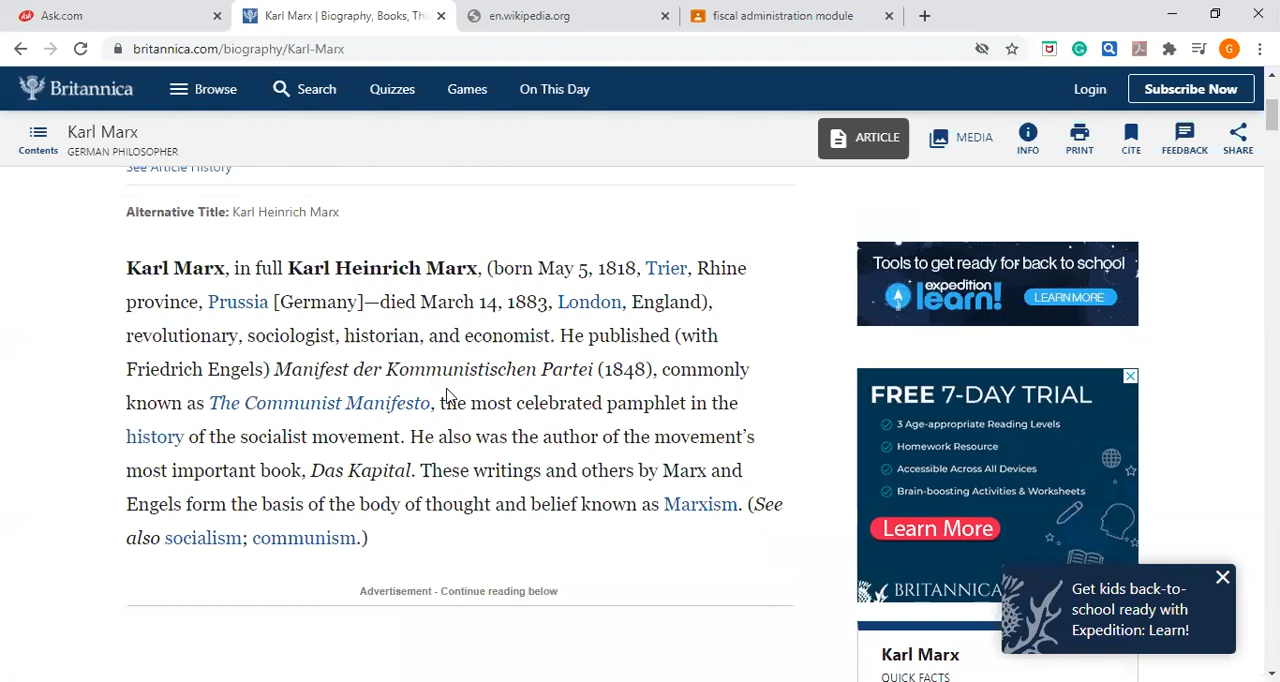 Ask.com
Karl Marx | Biography, Books, The
en.wikipedia.org
fiscal administration module
britannica.com/biography/Karl-Marx
G
Britannica
Browse
Search
Quizzes
Games
On This Day
Login
Subscribe Now
Contents
Karl Marx
GERMAN PHILOSOPHER
ARTICLE
MEDIA
INFO
PRINT
CITE
FEEDBACK
SHARE
See Article History
Alternative Title: Karl Heinrich Marx
Karl Marx, in full Karl Heinrich Marx, (born May 5, 1818, Trier, Rhine
province, Prussia [Germany]—died March 14, 1883, London, England),
revolutionary, sociologist, historian, and economist. He published (with
Friedrich Engels) Manifest der Kommunistischen Partei (1848), commonly
known as The Communist Manifesto, the most celebrated pamphlet in the
history of the socialist movement. He also was the author of the movement’s
most important book, Das Kapital. These writings and others by Marx and
Engels form the basis of the body of thought and belief known as Marxism. (See
also socialism; communism.)
Advertisement - Continue reading below
Tools to get ready for back to school
expedition
learn!
LEARN MORE
FREE 7-DAY TRIAL
3 Age-appropriate Reading Levels
Homework Resource
Accessible Across All Devices
Brain-boosting Activities & Worksheets
Learn More
BRITANNICA
Get kids back-to-
school ready with
Expedition: Learn!
Karl Marx
QUICK FACTS